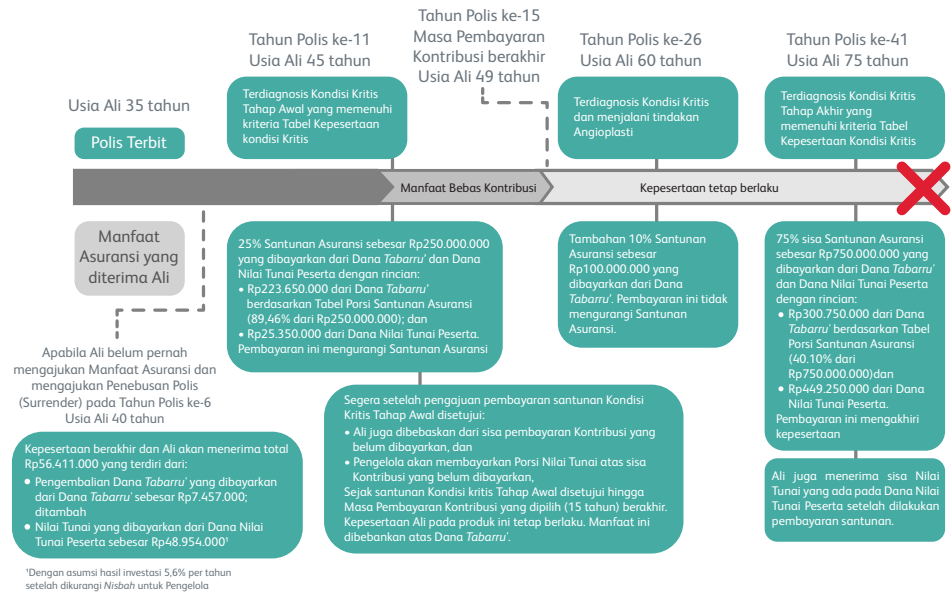 Usia Ali 35 tahun
Polis Terbit
Tahun Polis ke-11
Usia Ali 45 tahun
Terdiagnosis Kondisi Kritis
Tahap Awal yang memenuhi
kriteria Tabel Kepesertaan
kondisi Kritis
Tahun Polis ke-15
Masa Pembayaran
Kontribusi berakhir
Usia Ali 49 tahun
Tahun Polis ke-26
Usia Ali 60 tahun
Terdiagnosis Kondisi Kritis
dan menjalani tindakan
Angioplasti
Tahun Polis ke-41
Usia Ali 75 tahun
Terdiagnosis Kondisi Kritis
Tahap Akhir yang
memenuhi kriteria Tabel
Kepesertaan Kondisi Kritis
Manfaat Bebas Kontribusi
Kepesertaan tetap berlaku
Manfaat
Asuransi yang
diterima Ali
Apabila Ali belum pernah
mengajukan Manfaat Asuransi dan
mengajukan Penebusan Polis
(Surrender) pada Tahun Polis ke-6
Usia Ali 40 tahun
Kepesertaan berakhir dan Ali akan menerima total
Rp56.411.000 yang terdiri dari:
• Pengembalian Dana Tabarru' yang dibayarkan
dari Dana Tabarru' sebesar Rp7.457.000;
ditambah
• Nilai Tunai yang dibayarkan dari Dana Nilai
Tunai Peserta sebesar Rp48.954.000¹
¹Dengan asumsi hasil investasi 5,6% per tahun
setelah dikurangi Nisbah untuk Pengelola
25% Santunan Asuransi sebesar Rp250.000.000
yang dibayarkan dari Dana Tabarru' dan Dana
Nilai Tunai Peserta dengan rincian:
• Rp223.650.000 dari Dana Tabarru'
berdasarkan Tabel Porsi Santunan Asuransi
(89,46% dari Rp250.000.000); dan
• Rp25.350.000 dari Dana Nilai Tunai Peserta.
Pembayaran ini mengurangi Santunan Asuransi
Segera setelah pengajuan pembayaran santunan Kondisi
Kritis Tahap Awal disetujui:
• Ali juga dibebaskan dari sisa pembayaran Kontribusi yang
belum dibayarkan, dan
• Pengelola akan membayarkan Porsi Nilai Tunai atas sisa
Kontribusi yang belum dibayarkan,
Sejak santunan Kondisi kritis Tahap Awal disetujui hingga
Masa Pembayaran Kontribusi yang dipilih (15 tahun) berakhir.
Kepesertaan Ali pada produk ini tetap berlaku. Manfaat ini
dibebankan atas Dana Tabarru'.
Tambahan 10% Santunan
Asuransi sebesar
Rp100.000.000 yang
dibayarkan dari Dana
Tabarru'. Pembayaran ini tidak
mengurangi Santunan
Asuransi.
75% sisa Santunan Asuransi
sebesar Rp750.000.000 yang
dibayarkan dari Dana Tabarru'
dan Dana Nilai Tunai Peserta
dengan rincian:
• Rp300.750.000 dari Dana
Tabarru' berdasarkan Tabel
Porsi Santunan Asuransi
(40.10% dari
Rp750.000.000)dan
• Rp449.250.000 dari Dana
Nilai Tunai Peserta.
Pembayaran ini mengakhiri
kepesertaan
Ali juga menerima sisa Nilai
Tunai yang ada pada Dana Nilai
Tunai Peserta setelah dilakukan
pembayaran santunan.